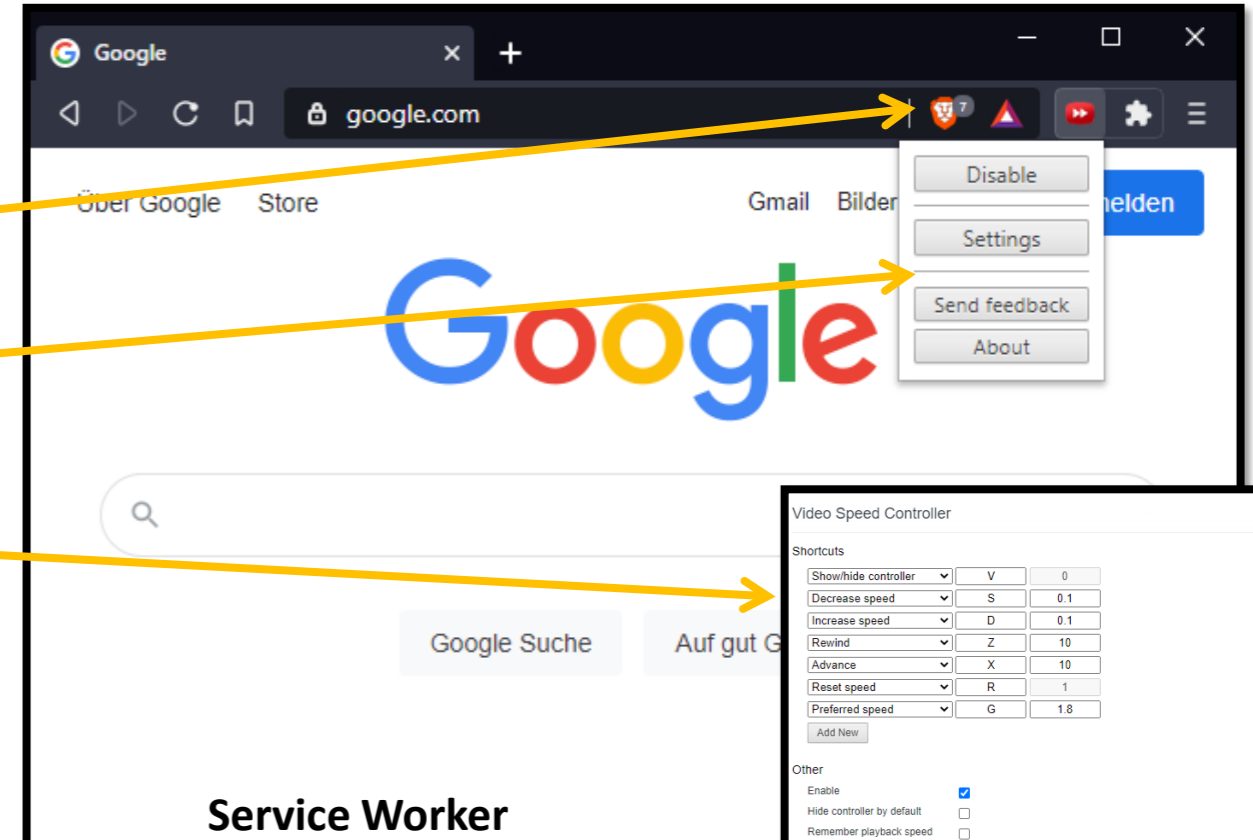 Google
google.com
7
Über Google Store
Gmail Bilder
elden
Disable
Settings
Send feedback
About
Google
Google Suche
Auf gut G
Video Speed Controller
Shortcuts
Show/hide controller V 0
Decrease speed S 0.1
Increase speed D 0.1
Rewind Z 10
Advance X 10
Reset speed R 1
Preferred speed G 1.8
Add New
Other
Enable
Hide controller by default
Remember playback speed
Service Worker